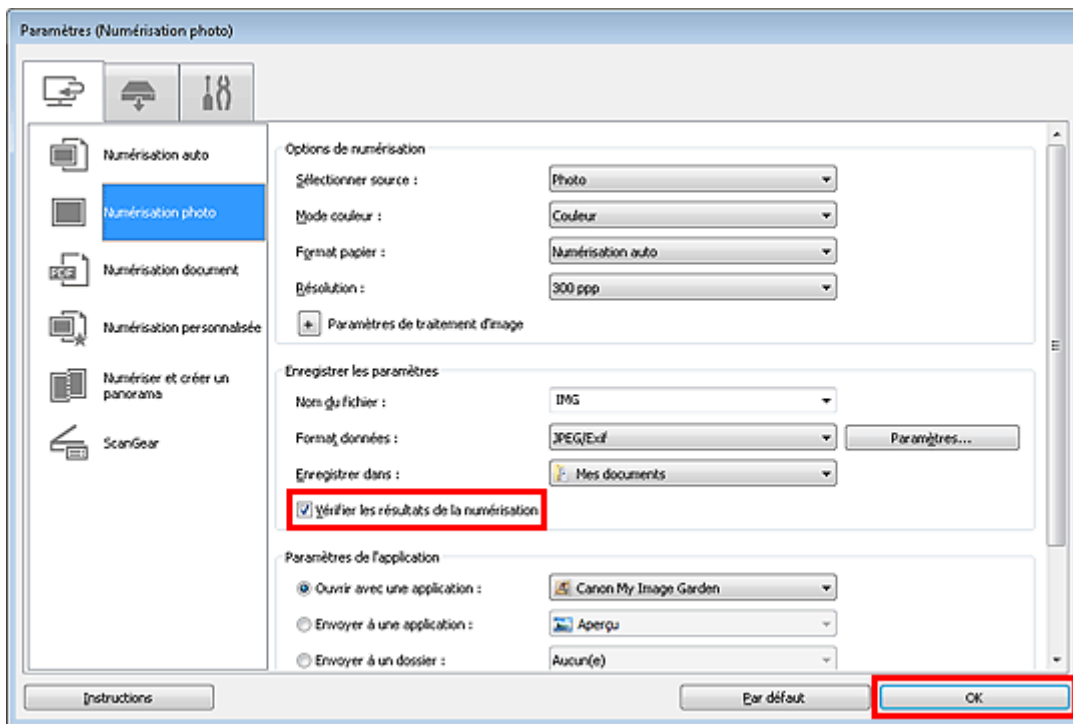 Paramètres (Numérisation photo)
Numérisation auto
Numérisation photo
PDF
Numérisation document
Numérisation personnalisée
Numériser et créer un
panorama
ScanGear
Options de numérisation
Sélectionner source : Photo
Mode couleur : Couleur
Format papier : Numérisation auto
Résolution : 300 ppp
+ Paramètres de traitement d'image
Enregistrer les paramètres
Nom du fichier : IMG
Format données : JPEG/Exif Paramètres...
Enregistrer dans : Mes documents
Vérifier les résultats de la numérisation
Paramètres de l'application
Ouvrir avec une application : Canon My Image Garden
Envoyer à une application : Aperçu
Envoyer à un dossier : Aucun(e)
Instructions Par défaut OK